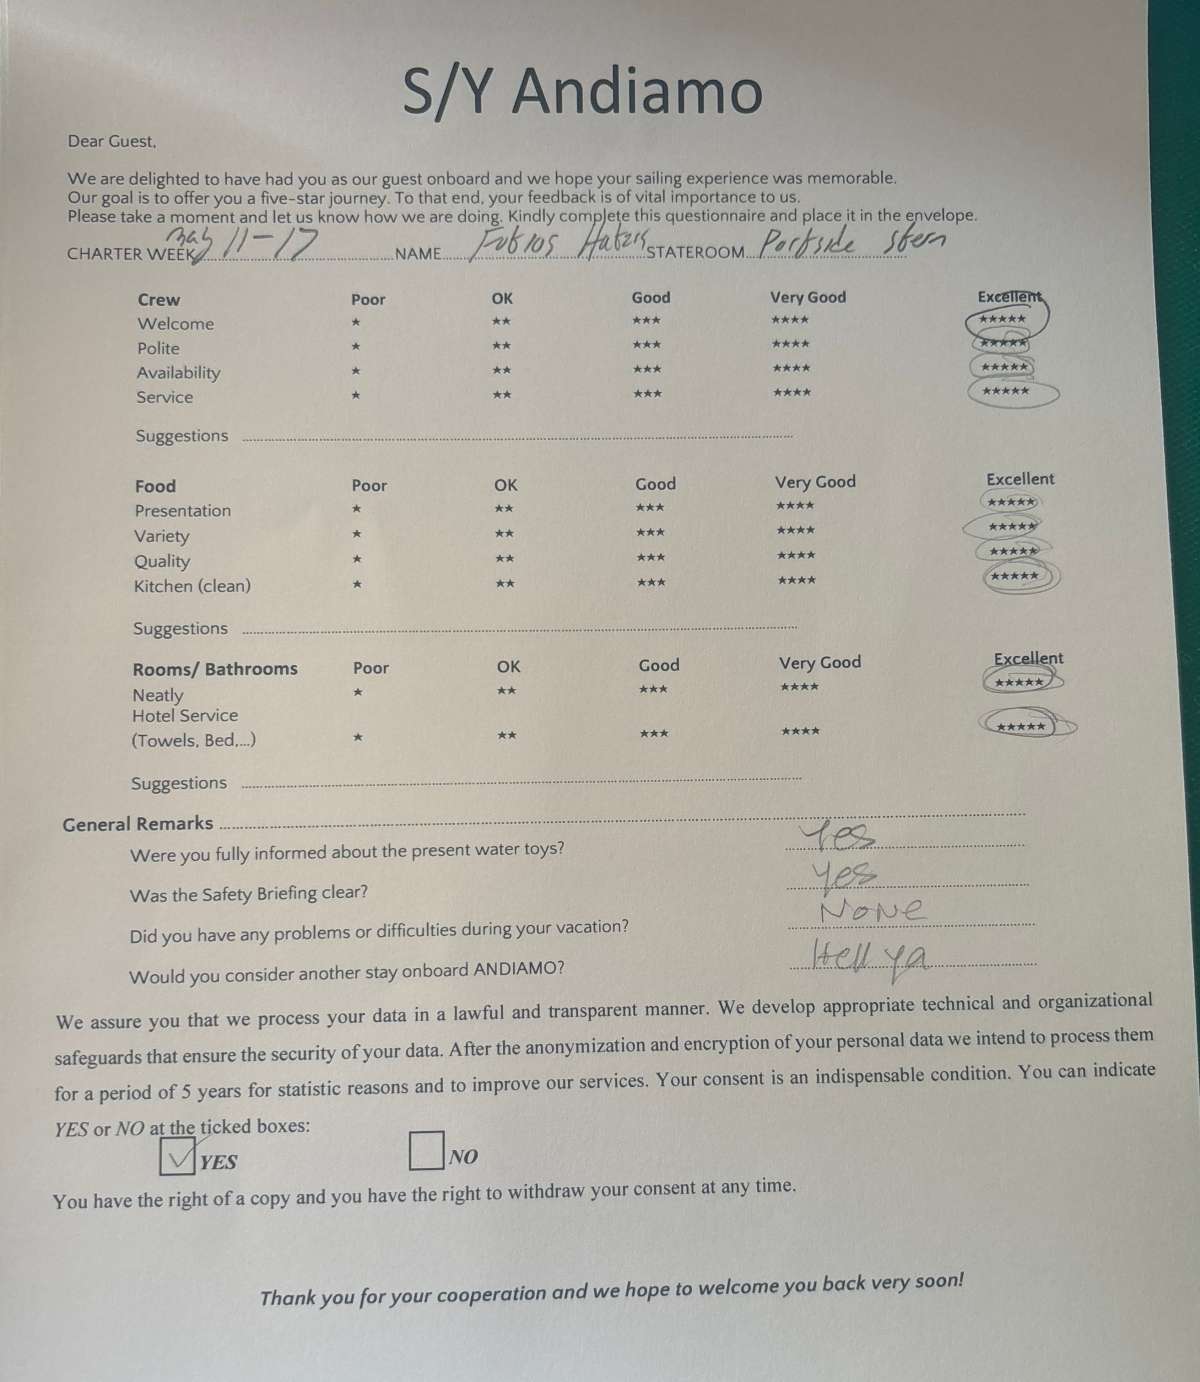 S/Y Andiamo
Dear Guest,
We are delighted to have had you as our guest onboard and we hope your sailing experience was memorable.
Our goal is to offer you a five-star journey. To that end, your feedback is of vital importance to us.
Please take a moment and let us know how we are doing. Kindly complete this questionnaire and place it in the envelope.
CHARTER WEEK May 11-17 NAME STATEROOM Portside Stern
Crew Poor OK Good Very Good Excellent
Welcome ★ ★★ ★★★ ★★★★ ★★★★★
Polite ★ ★★ ★★★ ★★★★ ★★★★★
Availability ★ ★★ ★★★ ★★★★ ★★★★★
Service ★ ★★ ★★★ ★★★★ ★★★★★
Suggestions
Food Poor OK Good Very Good Excellent
Presentation ★ ★★ ★★★ ★★★★ ★★★★★
Variety ★ ★★ ★★★ ★★★★ ★★★★★
Quality ★ ★★ ★★★ ★★★★ ★★★★★
Kitchen (clean) ★ ★★ ★★★ ★★★★ ★★★★★
Suggestions
Rooms/ Bathrooms Poor OK Good Very Good Excellent
Neatly ★ ★★ ★★★ ★★★★ ★★★★★
Hotel Service
(Towels, Bed,...) ★ ★★ ★★★ ★★★★ ★★★★★
Suggestions
General Remarks
Were you fully informed about the present water toys? Yes
Was the Safety Briefing clear? Yes
Did you have any problems or difficulties during your vacation? NONE
Would you consider another stay onboard ANDIAMO? Hell ya
We assure you that we process your data in a lawful and transparent manner. We develop appropriate technical and organizational
safeguards that ensure the security of your data. After the anonymization and encryption of your personal data we intend to process them
for a period of 5 years for statistic reasons and to improve our services. Your consent is an indispensable condition. You can indicate
YES or NO at the ticked boxes:
YES NO
You have the right of a copy and you have the right to withdraw your consent at any time.
Thank you for your cooperation and we hope to welcome you back very soon!